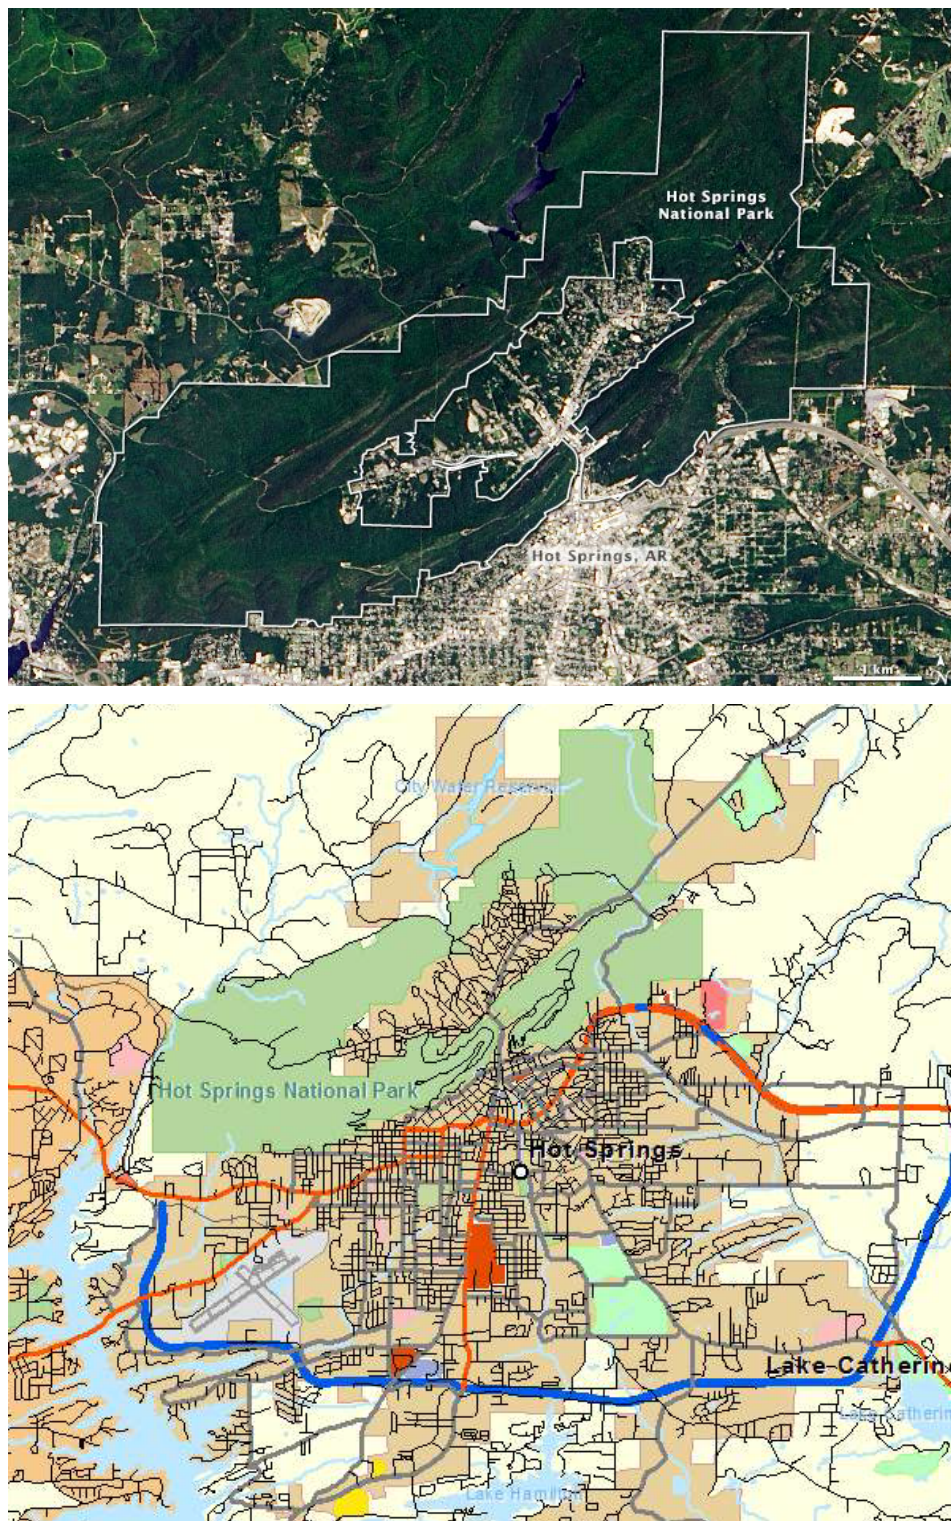 Hot Springs
National Park
Hot Springs, AR
1 km
N
City Water Reservoir
Hot Springs National Park
Hot Springs
Lake Catherin
Lake Catherin
Lake Hamilton